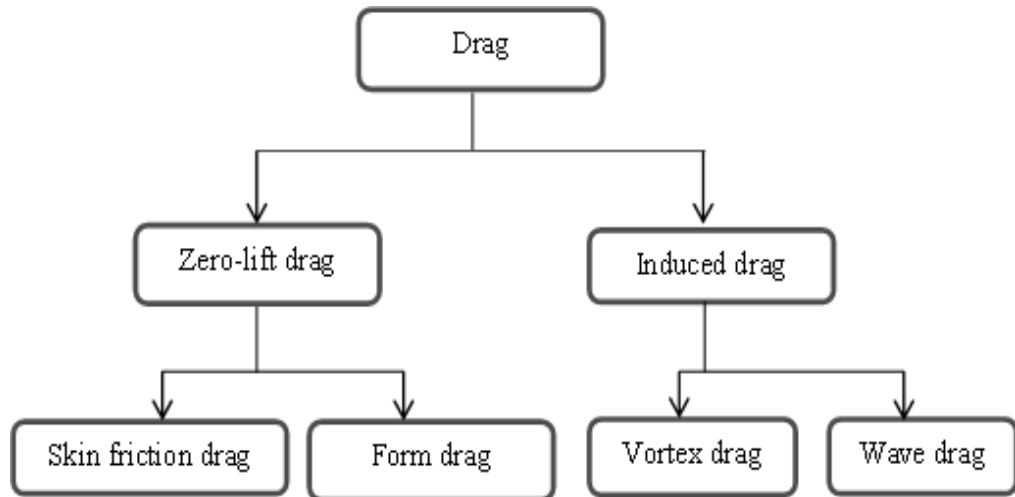 Drag
Zero-lift drag
Induced drag
Skin friction drag
Form drag
Vortex drag
Wave drag